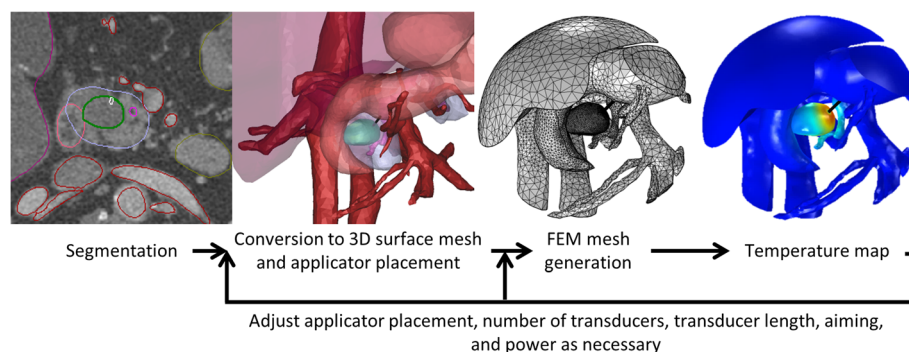 Segmentation
Conversion to 3D surface mesh
and applicator placement
FEM mesh
generation
Temperature map
Adjust applicator placement, number of transducers, transducer length, aiming,
and power as necessary